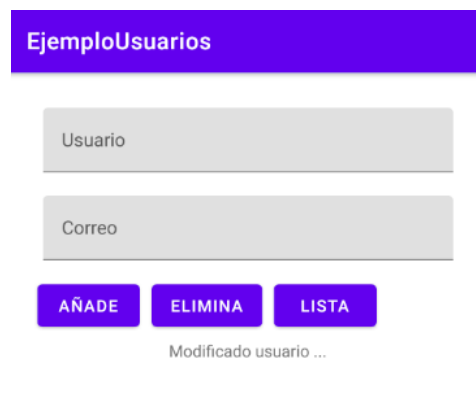 EjemploUsuarios
Usuario
Correo
AÑADE ELIMINA LISTA
Modificado usuario ...